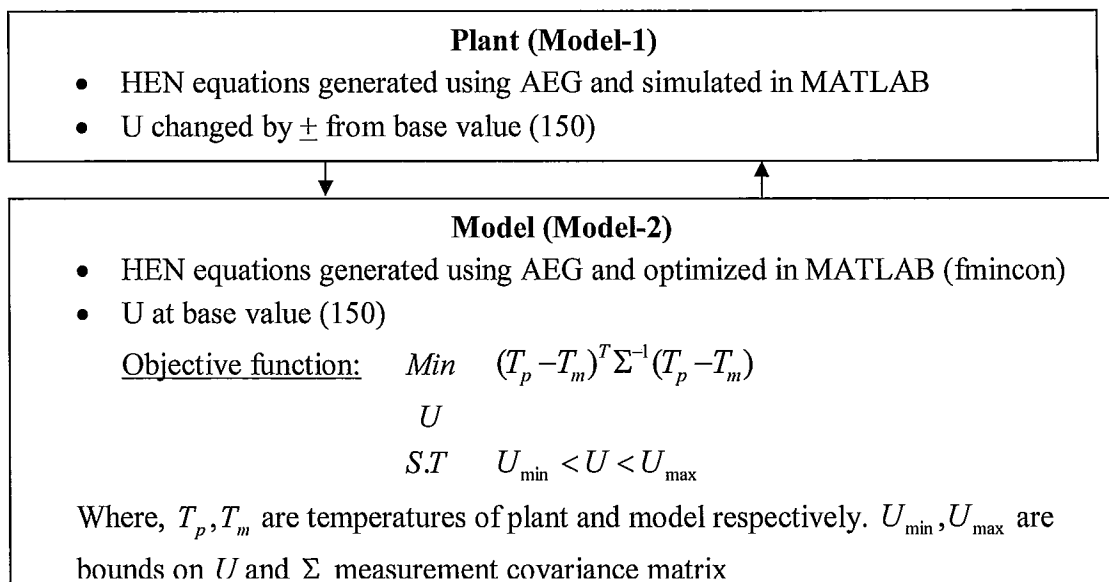 Plant (Model-1)
• HEN equations generated using AEG and simulated in MATLAB
• U changed by ± from base value (150)
Model (Model-2)
• HEN equations generated using AEG and optimized in MATLAB (fmincon)
• U at base value (150)
Objective function: Min (T_p − T_m)^T Σ^{-1} (T_p − T_m)
U
S.T U_min < U < U_max
Where, T_p, T_m are temperatures of plant and model respectively. U_min, U_max are
bounds on U and Σ measurement covariance matrix